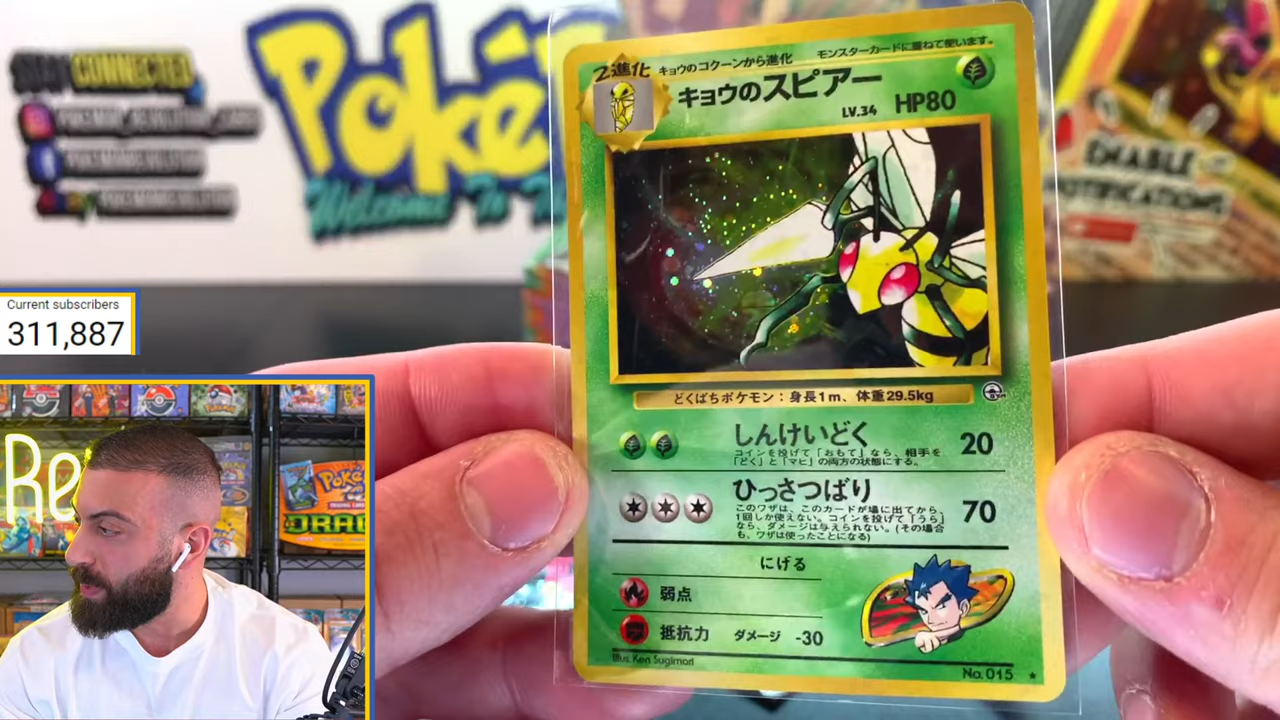 STAY CONNECTED
Poké
Welcome To T
ENABLE
NOTIFICATIONS
Current subscribers
311,887
Re
Poké
DRAG
2進化
キョウのコクーンから進化
モンスターカードに重ねて使います。
キョウのスピアー
LV.34 HP80
どくばちポケモン:身長1m、体重29.5kg
しんけいどく 20
コインを投げて「おもて」なら、相手を
「どく」と「マヒ」の両方の状態にする。
ひっさつばり 70
このワザは、このカードが場に出てから、
1回しか使えない。コインを投げて「うら」
なら、ダメージは与えられない。(その場合
も、ワザは使ったことになる)
にげる
弱点
抵抗力 ダメージ -30
Illus. Ken Sugimori
No. 015